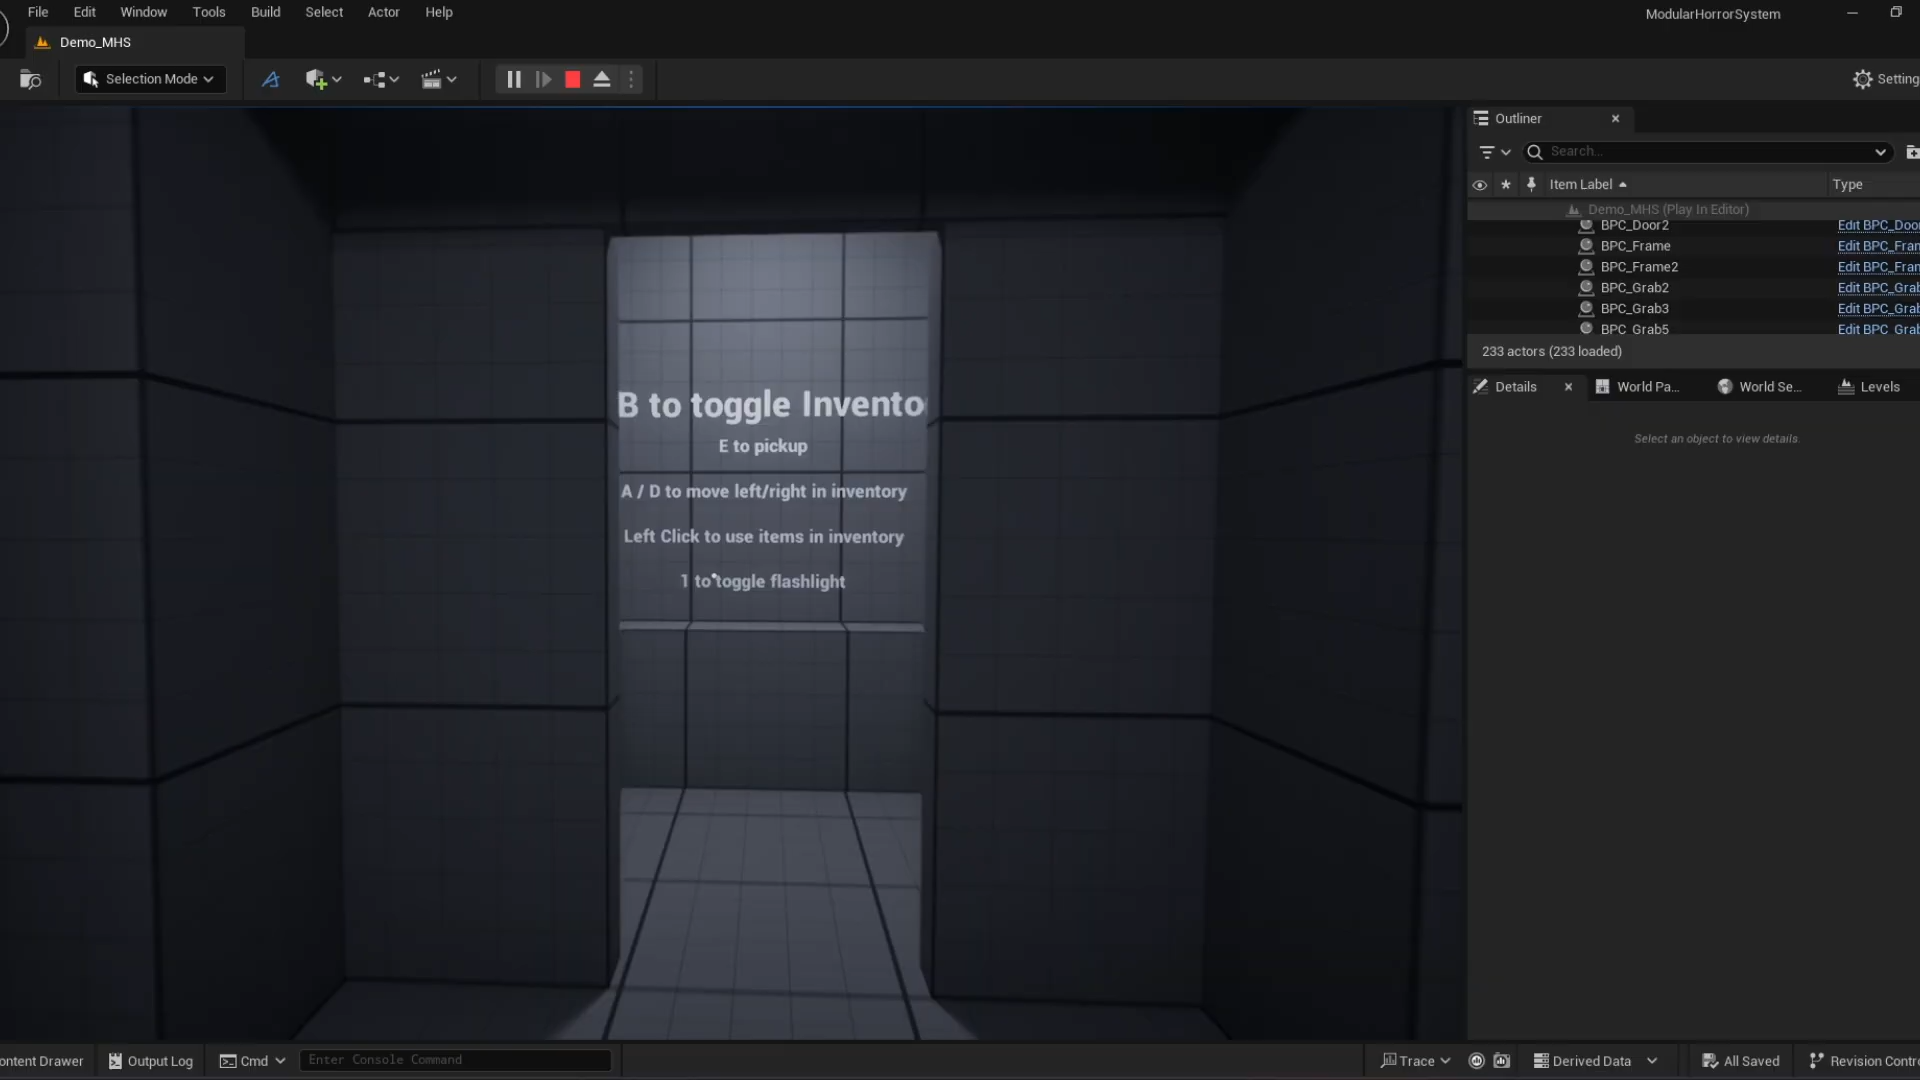 File Edit Window Tools Build Select Actor Help
ModularHorrorSystem
Demo_MHS
Selection Mode
Setting
B to toggle Invento
E to pickup
A / D to move left/right in inventory
Left Click to use items in inventory
1 to toggle flashlight
Outliner
Search...
Item Label Type
Demo_MHS (Play In Editor)
BPC_Door2 Edit BPC_Doo
BPC_Frame Edit BPC_Fran
BPC_Frame2 Edit BPC_Fran
BPC_Grab2 Edit BPC_Grab
BPC_Grab3 Edit BPC_Grab
BPC_Grab5 Edit BPC_Grab
233 actors (233 loaded)
Details World Pa... World Se... Levels
Select an object to view details.
ontent Drawer Output Log Cmd Enter Console Command Trace Derived Data All Saved Revision Contro